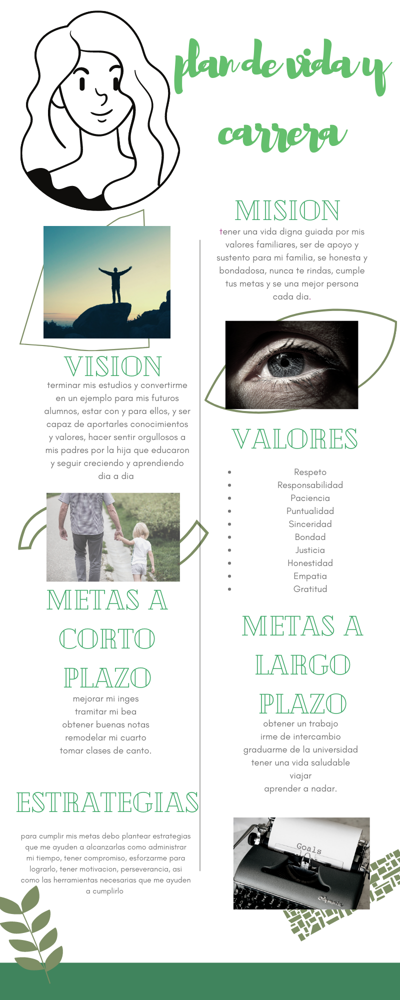 plan de vida y
carrera
MISION
tener una vida digna guiada por mis
valores familiares, ser de apoyo y
sustento para mi familia, se honesta y
bondadosa, nunca te rindas, cumple
tus metas y se una mejor persona
cada dia.
VISION
terminar mis estudios y convertirme
en un ejemplo para mis futuros
alumnos, estar con y para ellos, y ser
capaz de aportarles conocimientos
y valores, hacer sentir orgullosos a
mis padres por la hija que educaron
y seguir creciendo y aprendiendo
dia a dia
VALORES
Respeto
Responsabilidad
Paciencia
Puntualidad
Sinceridad
Bondad
Justicia
Honestidad
Empatia
Gratitud
METAS A
CORTO
PLAZO
mejorar mi inges
tramitar mi bea
obtener buenas notas
remodelar mi cuarto
tomar clases de canto.
METAS A
LARGO
PLAZO
obtener un trabajo
irme de intercambio
graduarme de la universidad
tener una vida saludable
viajar
aprender a nadar.
ESTRATEGIAS
para cumplir mis metas debo plantear estrategias
que me ayuden a alcanzarlas como administrar
mi tiempo, tener compromiso, esforzarme para
lograrlo, tener motivacion, perseverancia, asi
como las herramientas necesarias que me ayuden
a cumplirlo
Goals
Olympia